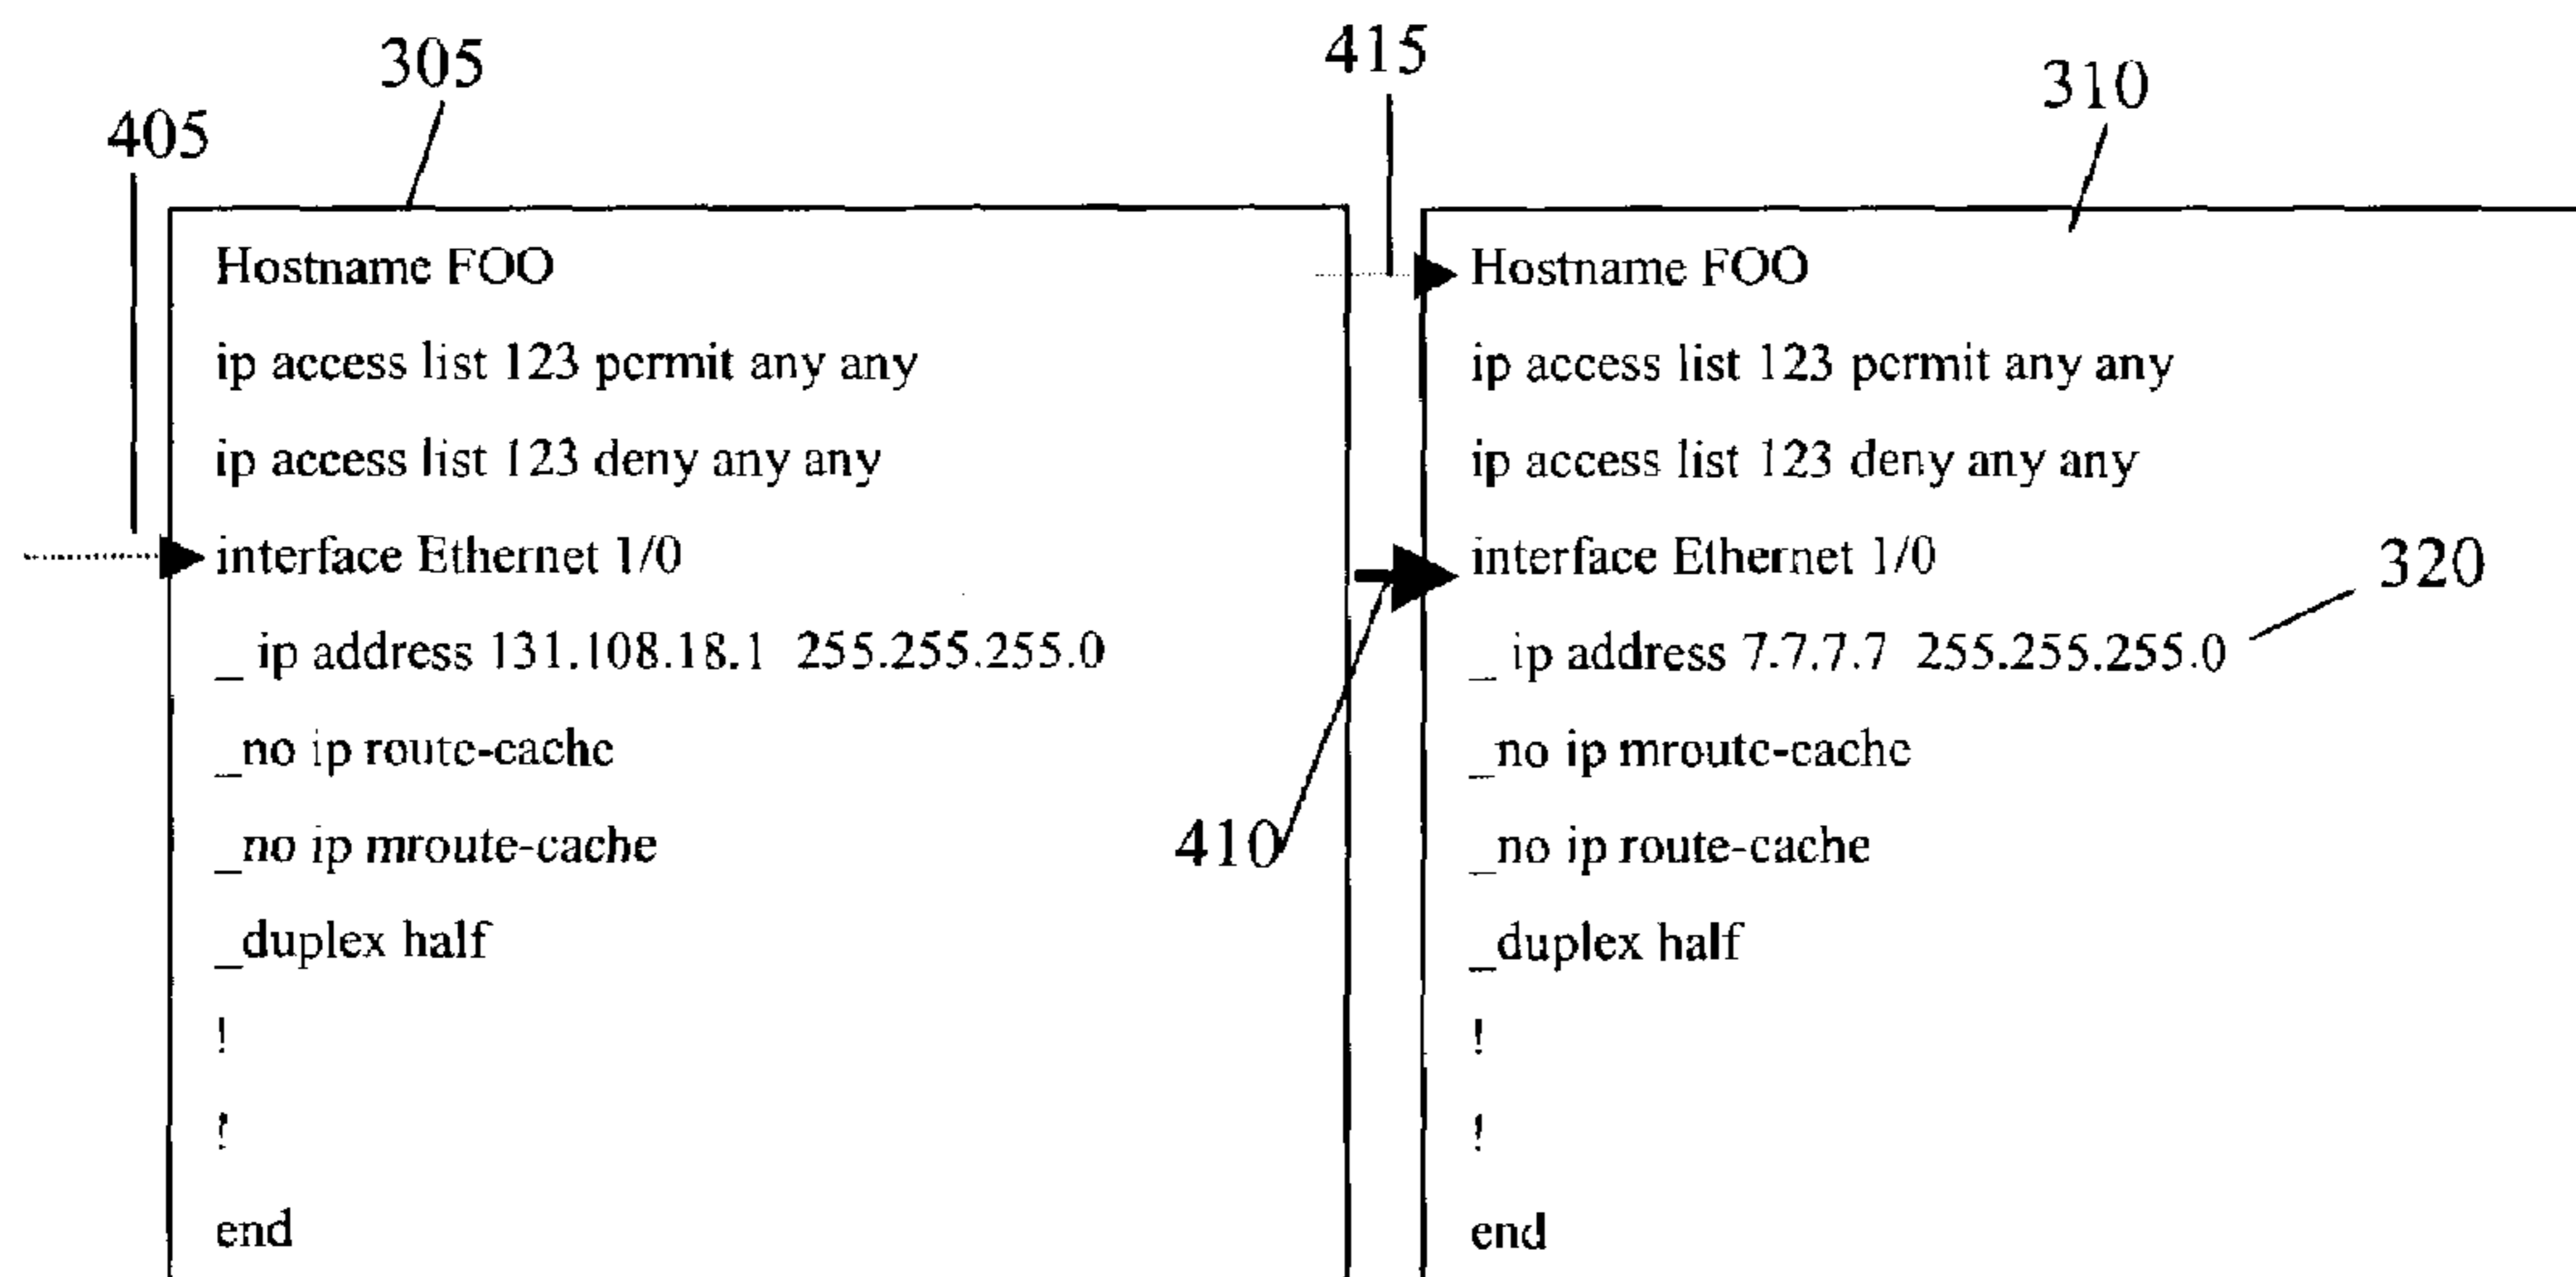 305
415
310
405
Hostname FOO
ip access list 123 permit any any
ip access list 123 deny any any
interface Ethernet 1/0
_ ip address 131.108.18.1 255.255.255.0
_no ip route-cache
_no ip mroute-cache
_duplex half
!
!
end
410
Hostname FOO
ip access list 123 permit any any
ip access list 123 deny any any
interface Ethernet 1/0
_ ip address 7.7.7.7 255.255.255.0
_no ip mroute-cache
_no ip route-cache
_duplex half
!
!
end
320